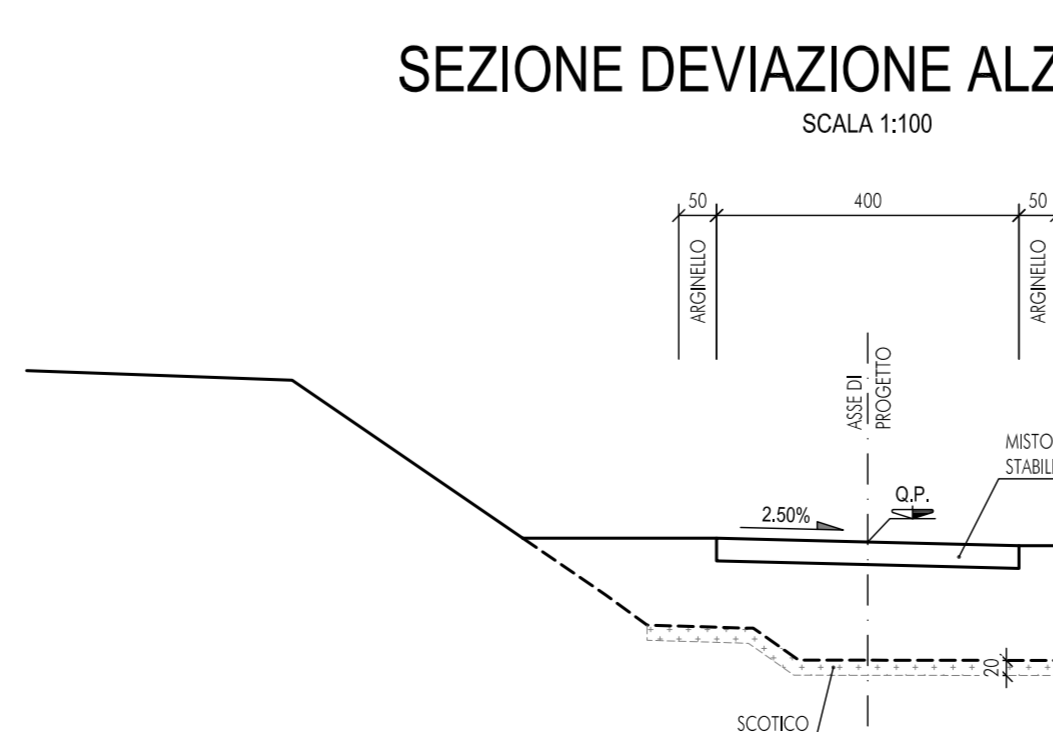 SEZIONE DEVIAZIONE ALZ
SCALA 1:100
50
400
50
ARGINELLO
ARGINELLO
ASSE DI
PROGETTO
MISTO
STABILI
Q.P.
2.50%
20
SCOTICO